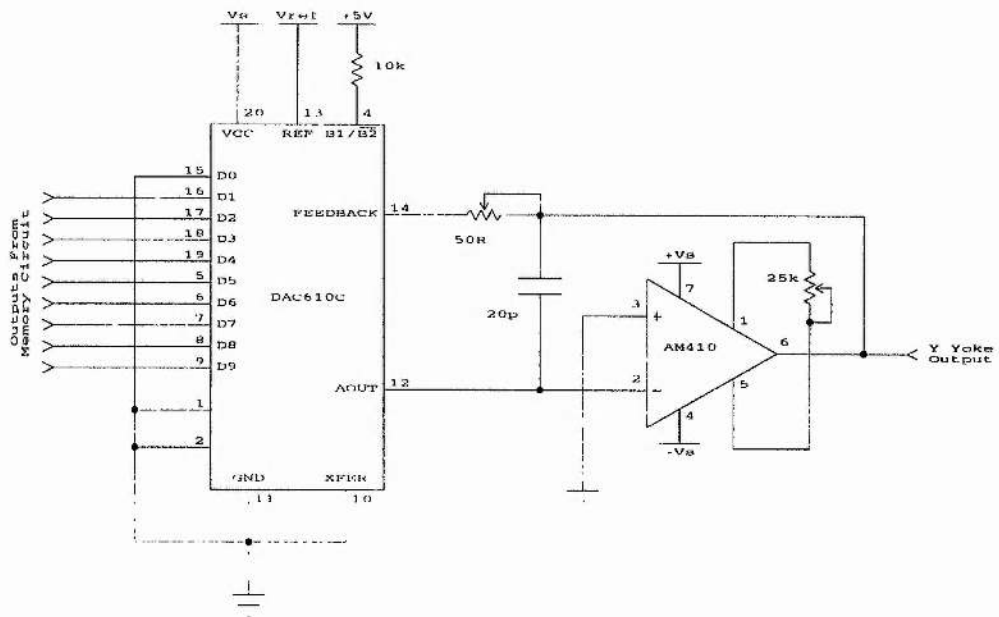 Vs Vref +5V
10k
20 13 4
VCC REF B1/B2
15 D0
16 D1
17 D2
18 D3
19 D4
5 D5
6 D6
7 D7
8 D8
9 D9
1
2
Outputs From
Memory Circuit
DAC610C
FEEDBACK 14
50R
20p
AOUT 12
GND XFER
11 10
+Vs
7
3 +
AM410
2 -
4
-Vs
1
5
25k
6
Y Yoke
Output